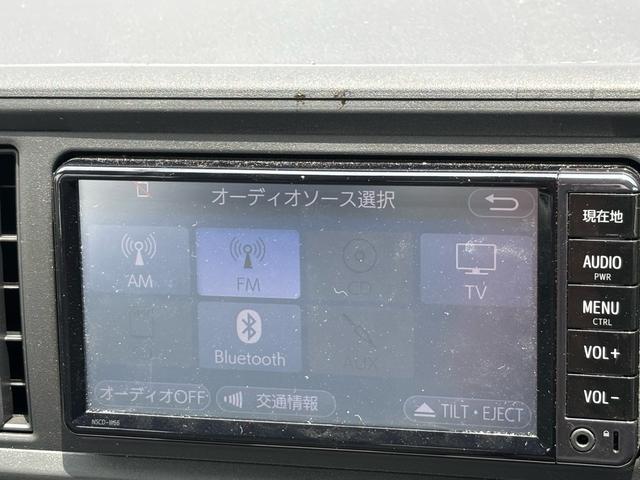 オーディオソース選択
AM
FM
CD
TV
Bluetooth
AUX
オーディオOFF
交通情報
TILT・EJECT
NSCD-W66
現在地
AUDIO
PWR
MENU
CTRL
VOL+
VOL-